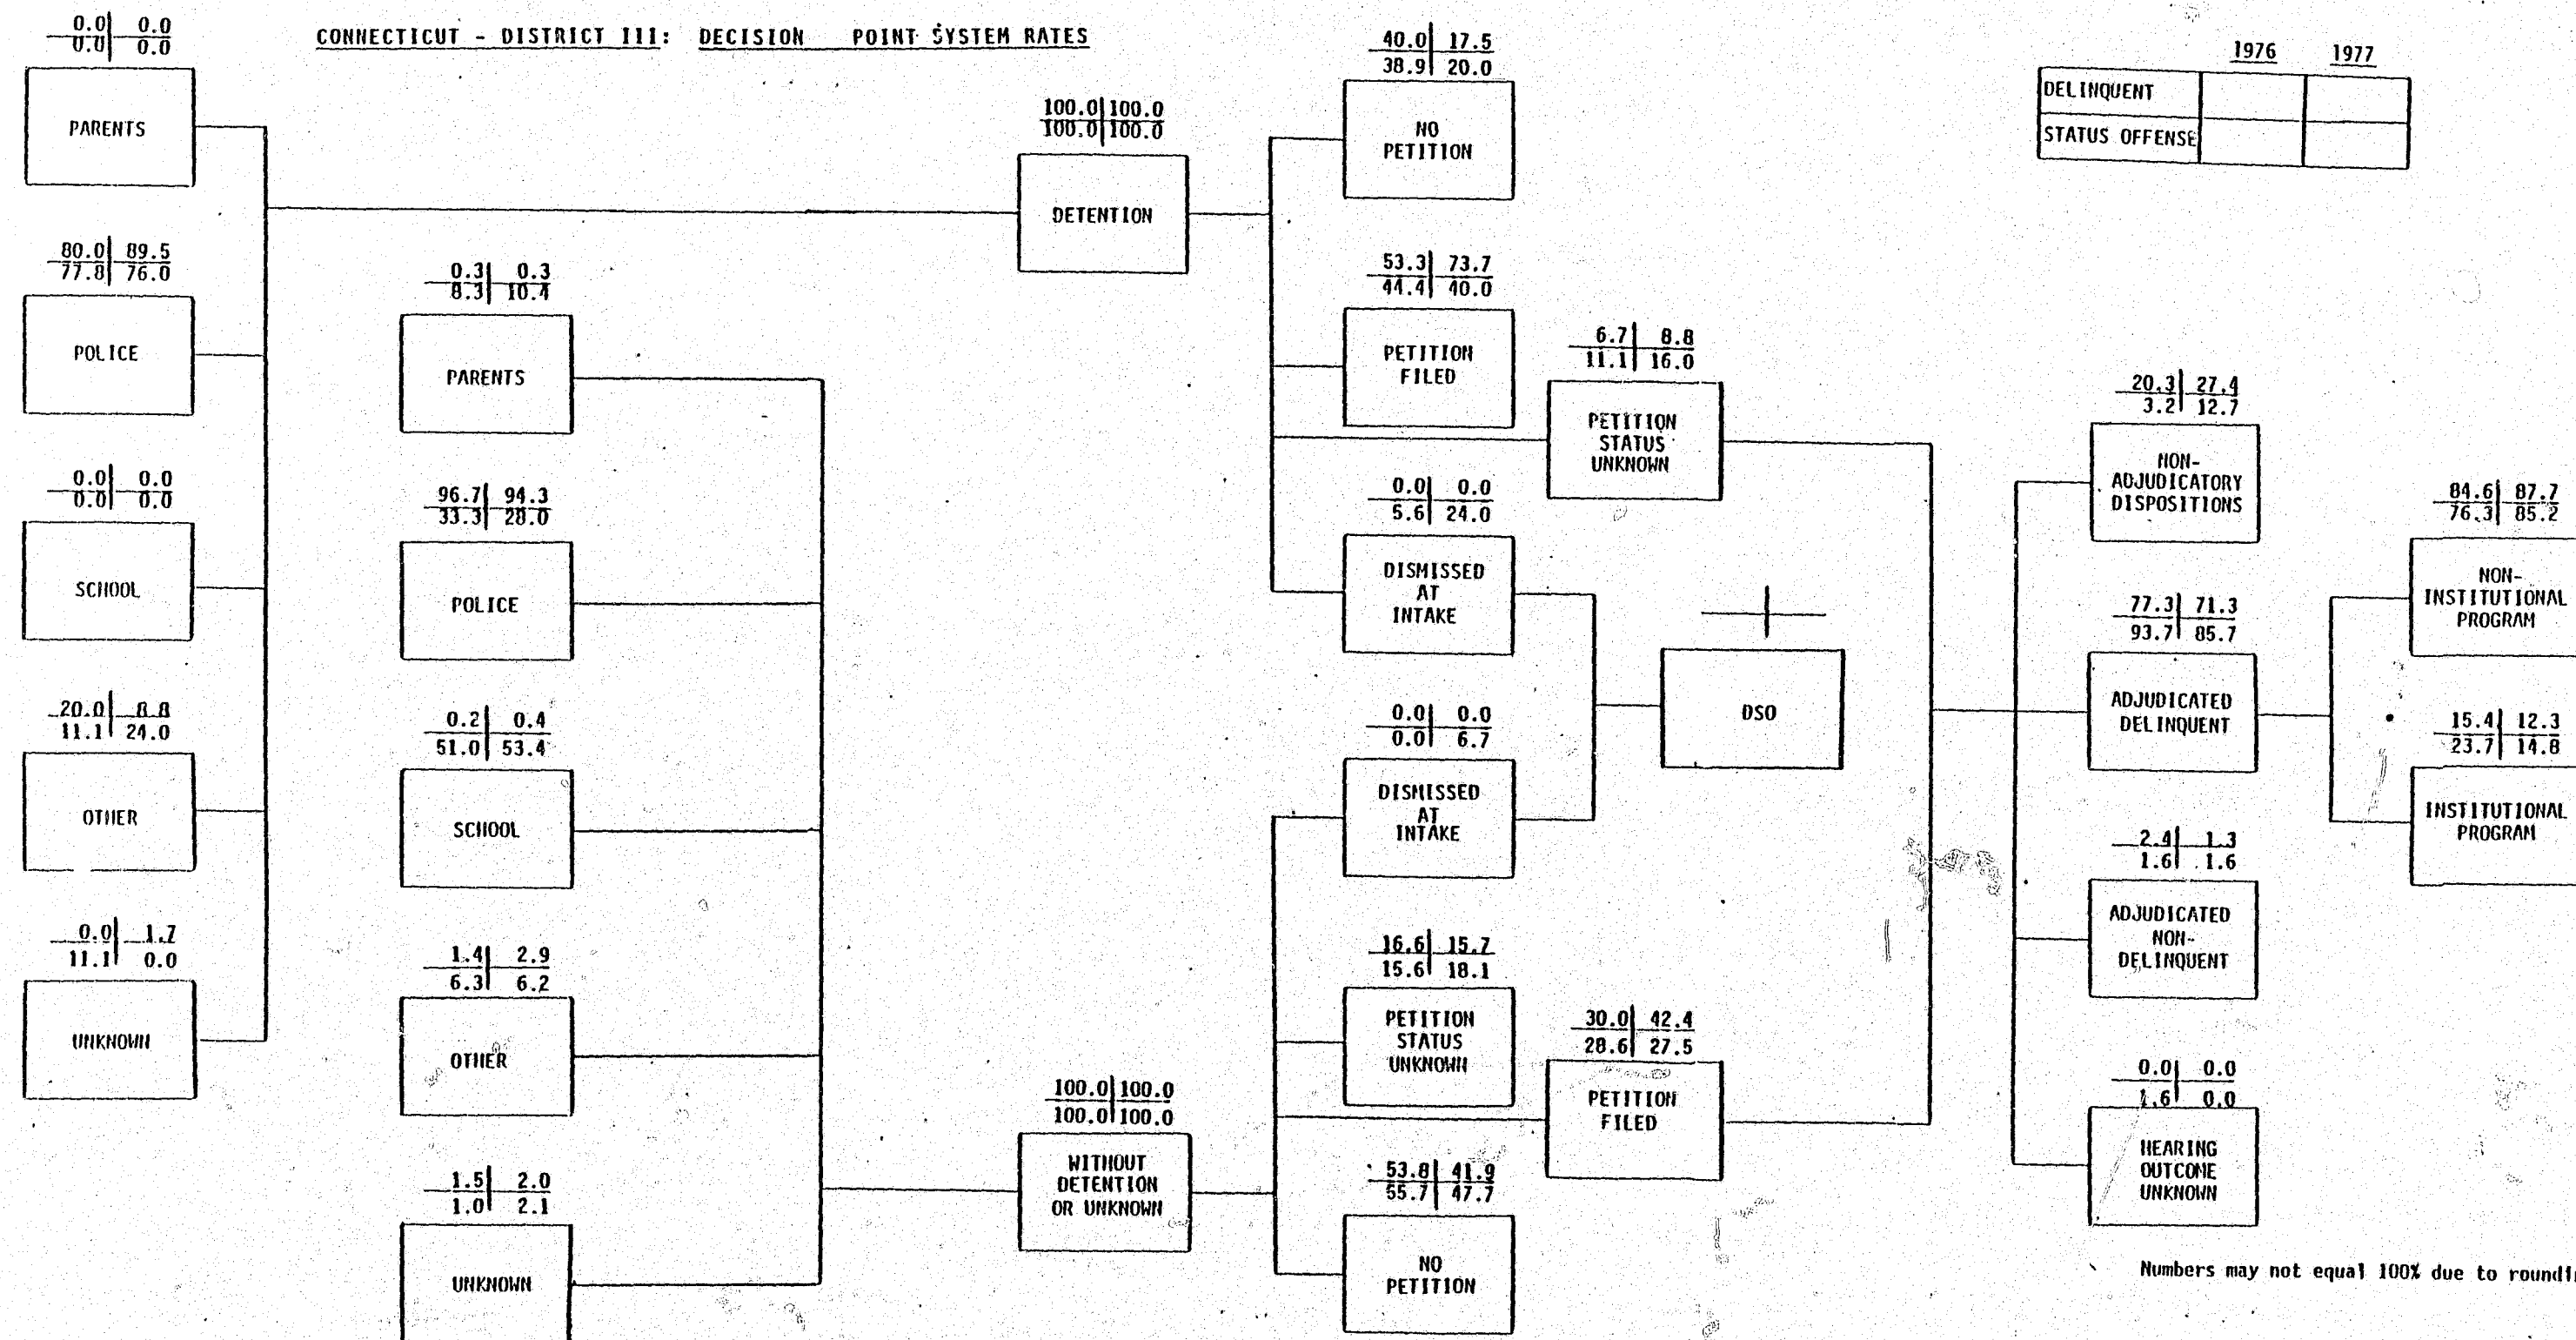 CONNECTICUT - DISTRICT III: DECISION POINT SYSTEM RATES
1976 1977
DELINQUENT
STATUS OFFENSE
0.0 0.0
0.0 0.0
PARENTS
80.0 89.5
77.8 76.0
POLICE
0.0 0.0
0.0 0.0
SCHOOL
20.0 8.8
11.1 24.0
OTHER
0.0 1.7
11.1 0.0
UNKNOWN
0.3 0.3
8.3 10.4
PARENTS
96.7 94.3
33.3 28.0
POLICE
0.2 0.4
51.0 53.4
SCHOOL
1.4 2.9
6.3 6.2
OTHER
1.5 2.0
1.0 2.1
UNKNOWN
100.0 100.0
100.0 100.0
DETENTION
100.0 100.0
100.0 100.0
WITHOUT
DETENTION
OR UNKNOWN
40.0 17.5
38.9 20.0
NO
PETITION
53.3 73.7
44.4 40.0
PETITION
FILED
6.7 8.8
11.1 16.0
PETITION
STATUS
UNKNOWN
0.0 0.0
5.6 24.0
DISMISSED
AT
INTAKE
0.0 0.0
0.0 6.7
DISMISSED
AT
INTAKE
DSO
16.6 15.7
15.6 18.1
PETITION
STATUS
UNKNOWN
30.0 42.4
28.6 27.5
PETITION
FILED
53.8 41.9
55.7 47.7
NO
PETITION
20.3 27.4
3.2 12.7
NON-
ADJUDICATORY
DISPOSITIONS
77.3 71.3
93.7 85.7
ADJUDICATED
DELINQUENT
2.4 1.3
1.6 1.6
ADJUDICATED
NON-
DELINQUENT
0.0 0.0
1.6 0.0
HEARING
OUTCOME
UNKNOWN
84.6 87.7
76.3 85.2
NON-
INSTITUTIONAL
PROGRAM
15.4 12.3
23.7 14.8
INSTITUTIONAL
PROGRAM
Numbers may not equal 100% due to